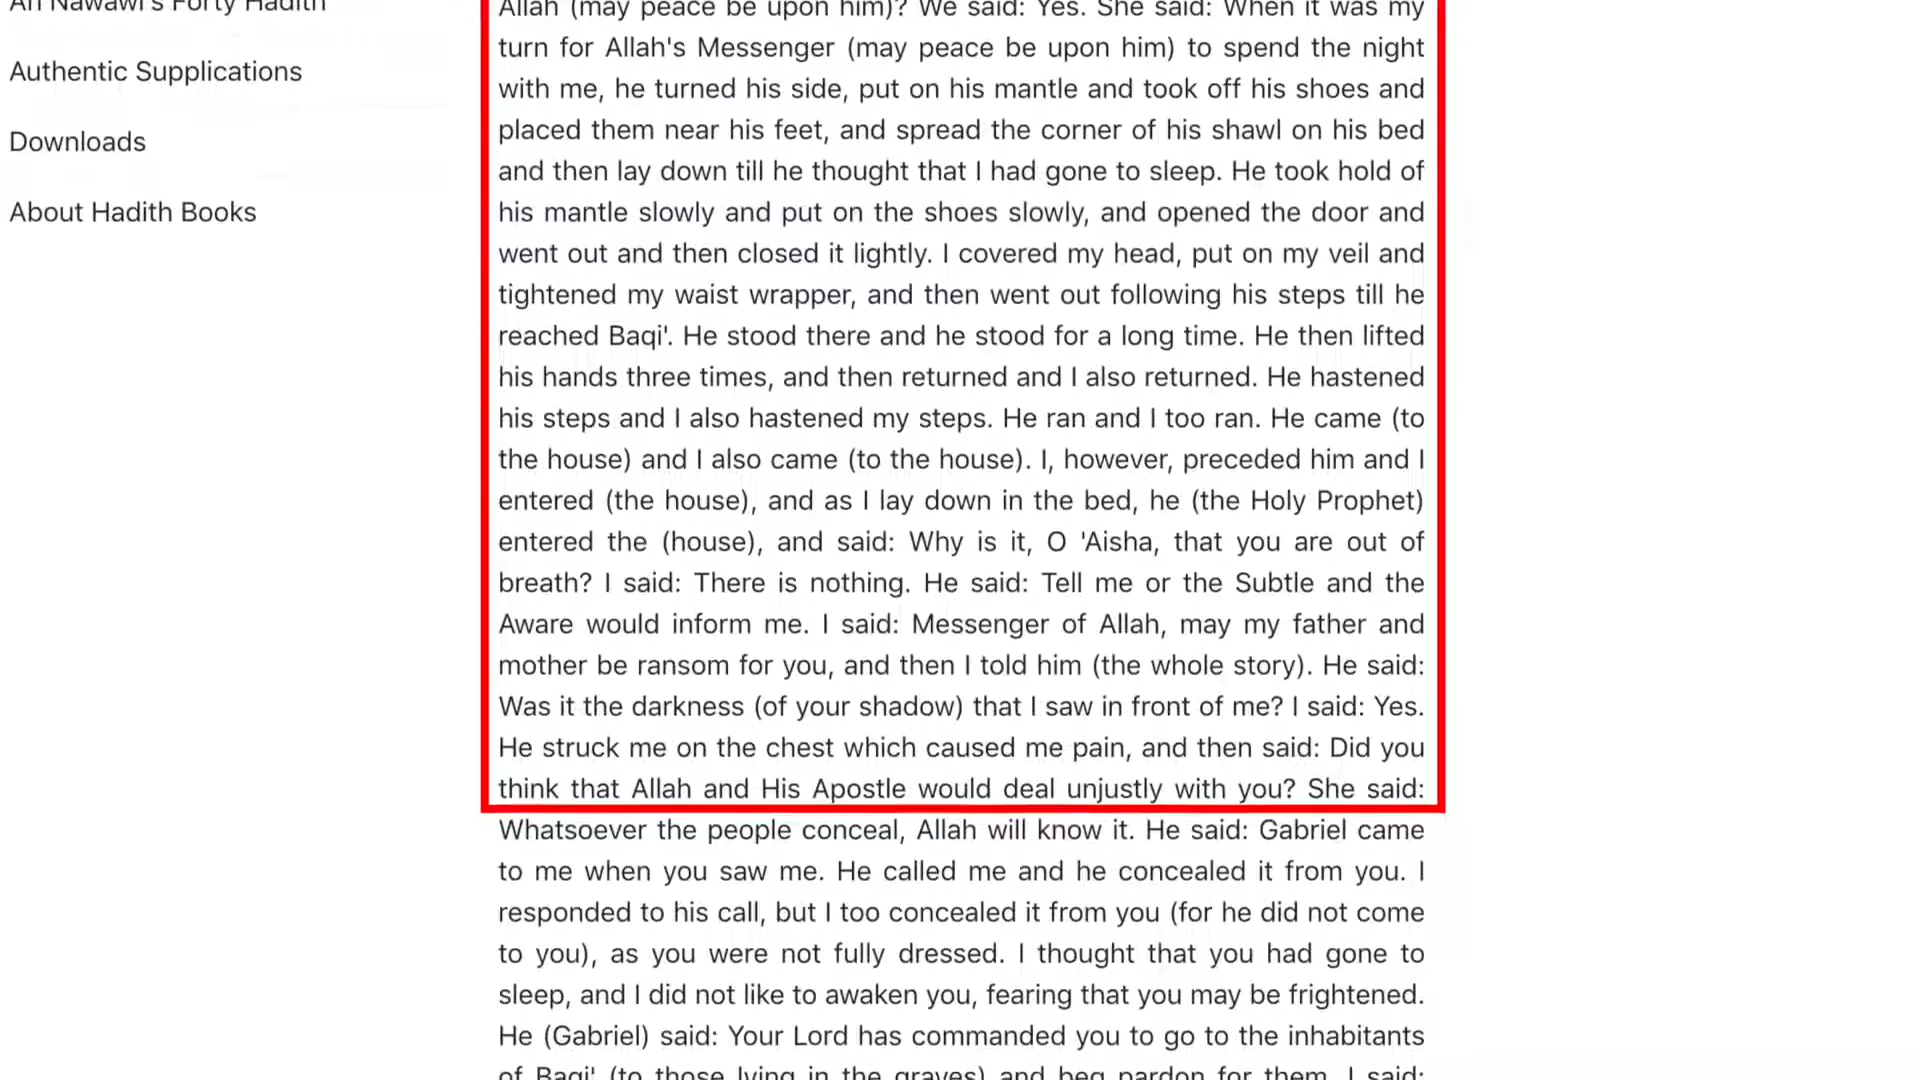 An Nawawi's Forty Hadith
Authentic Supplications
Downloads
About Hadith Books
Allah (may peace be upon him)? We said: Yes. She said: When it was my
turn for Allah's Messenger (may peace be upon him) to spend the night
with me, he turned his side, put on his mantle and took off his shoes and
placed them near his feet, and spread the corner of his shawl on his bed
and then lay down till he thought that I had gone to sleep. He took hold of
his mantle slowly and put on the shoes slowly, and opened the door and
went out and then closed it lightly. I covered my head, put on my veil and
tightened my waist wrapper, and then went out following his steps till he
reached Baqi'. He stood there and he stood for a long time. He then lifted
his hands three times, and then returned and I also returned. He hastened
his steps and I also hastened my steps. He ran and I too ran. He came (to
the house) and I also came (to the house). I, however, preceded him and I
entered (the house), and as I lay down in the bed, he (the Holy Prophet)
entered the (house), and said: Why is it, O 'Aisha, that you are out of
breath? I said: There is nothing. He said: Tell me or the Subtle and the
Aware would inform me. I said: Messenger of Allah, may my father and
mother be ransom for you, and then I told him (the whole story). He said:
Was it the darkness (of your shadow) that I saw in front of me? I said: Yes.
He struck me on the chest which caused me pain, and then said: Did you
think that Allah and His Apostle would deal unjustly with you? She said:
Whatsoever the people conceal, Allah will know it. He said: Gabriel came
to me when you saw me. He called me and he concealed it from you. I
responded to his call, but I too concealed it from you (for he did not come
to you), as you were not fully dressed. I thought that you had gone to
sleep, and I did not like to awaken you, fearing that you may be frightened.
He (Gabriel) said: Your Lord has commanded you to go to the inhabitants
of Baqi' (to those lying in the graves) and beg pardon for them. I said: